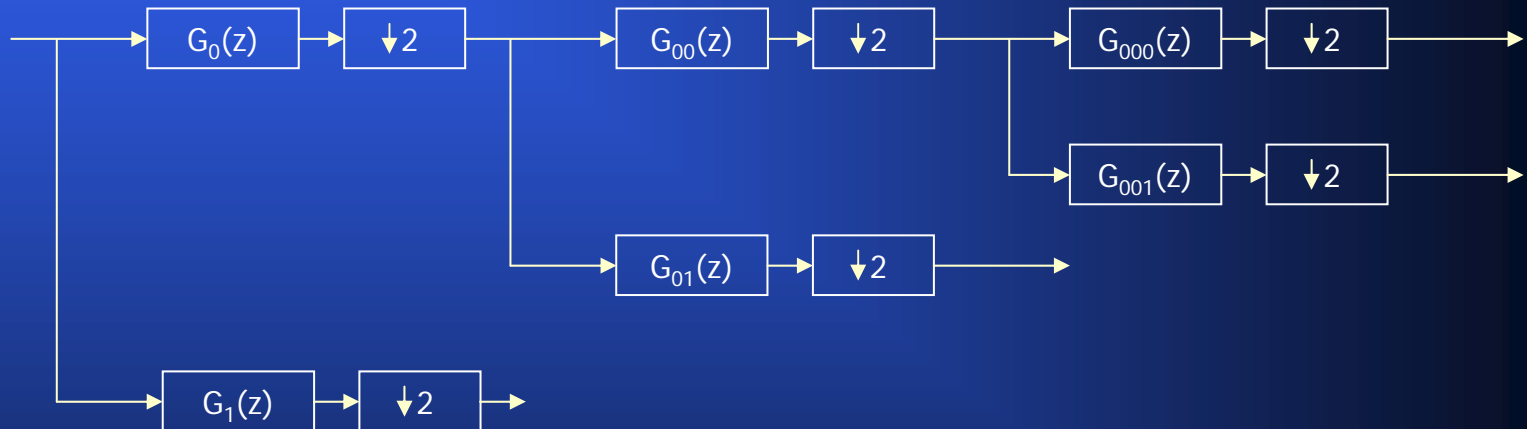 G₀(z) ↓2 G₀₀(z) ↓2 G₀₀₀(z) ↓2
G₀₀₁(z) ↓2
G₀₁(z) ↓2
G₁(z) ↓2